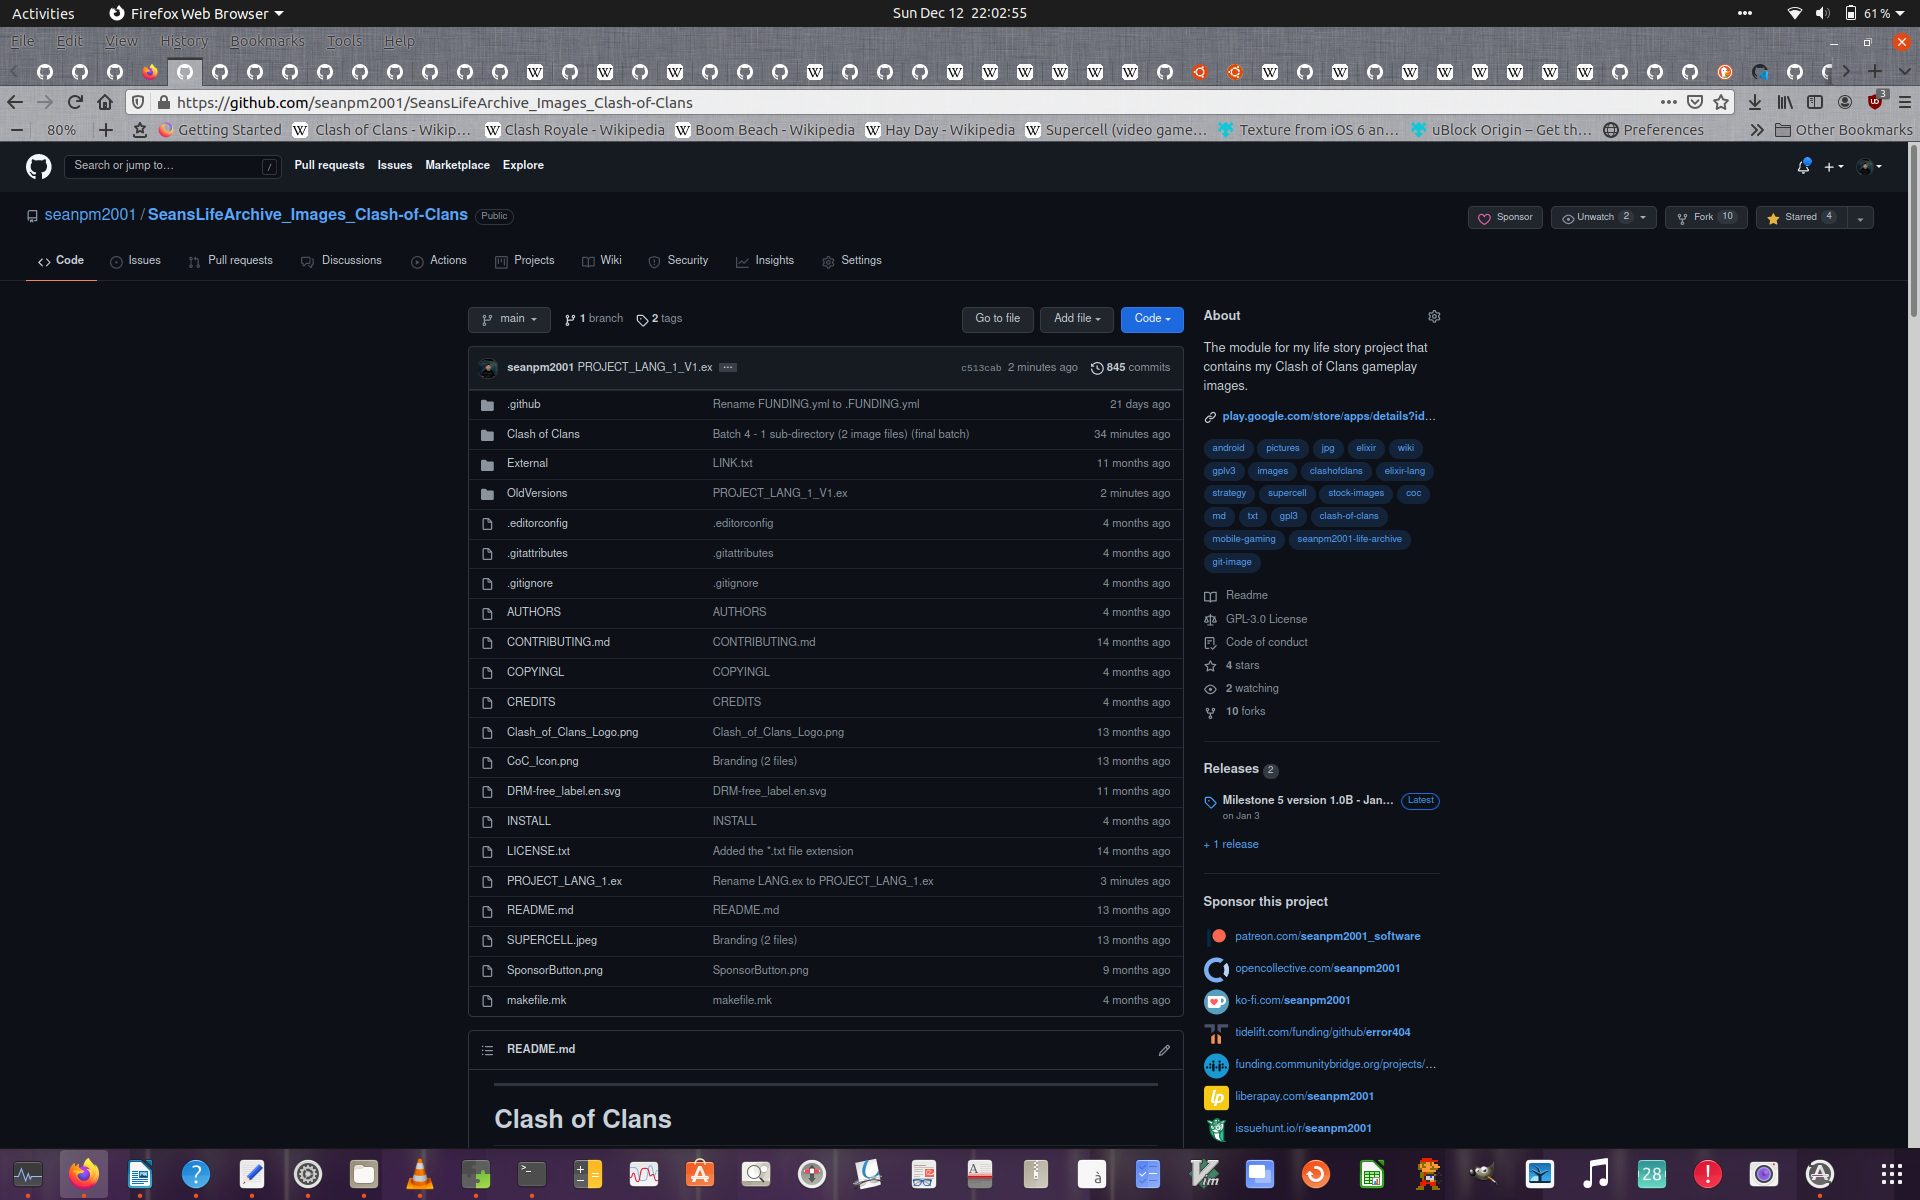 Activities
Firefox Web Browser
Sun Dec 12  22:02:55
61 %
File Edit View History Bookmarks Tools Help
https://github.com/seanpm2001/SeansLifeArchive_Images_Clash-of-Clans
3
80%
Getting Started
Clash of Clans - Wikip…
Clash Royale - Wikipedia
Boom Beach - Wikipedia
Hay Day - Wikipedia
Supercell (video game…
Texture from iOS 6 an…
uBlock Origin – Get th…
Preferences
Other Bookmarks
Search or jump to…
/
Pull requests Issues Marketplace Explore
seanpm2001 / SeansLifeArchive_Images_Clash-of-Clans Public
Sponsor
Unwatch 2
Fork 10
Starred 4
Code Issues Pull requests Discussions Actions Projects Wiki Security Insights Settings
main 1 branch 2 tags
Go to file Add file Code
seanpm2001 PROJECT_LANG_1_V1.ex ... c513cab 2 minutes ago 845 commits
.github Rename FUNDING.yml to .FUNDING.yml 21 days ago
Clash of Clans Batch 4 - 1 sub-directory (2 image files) (final batch) 34 minutes ago
External LINK.txt 11 months ago
OldVersions PROJECT_LANG_1_V1.ex 2 minutes ago
.editorconfig .editorconfig 4 months ago
.gitattributes .gitattributes 4 months ago
.gitignore .gitignore 4 months ago
AUTHORS AUTHORS 4 months ago
CONTRIBUTING.md CONTRIBUTING.md 14 months ago
COPYINGL COPYINGL 4 months ago
CREDITS CREDITS 4 months ago
Clash_of_Clans_Logo.png Clash_of_Clans_Logo.png 13 months ago
CoC_Icon.png Branding (2 files) 13 months ago
DRM-free_label.en.svg DRM-free_label.en.svg 11 months ago
INSTALL INSTALL 4 months ago
LICENSE.txt Added the *.txt file extension 14 months ago
PROJECT_LANG_1.ex Rename LANG.ex to PROJECT_LANG_1.ex 3 minutes ago
README.md README.md 13 months ago
SUPERCELL.jpeg Branding (2 files) 13 months ago
SponsorButton.png SponsorButton.png 9 months ago
makefile.mk makefile.mk 4 months ago
README.md
Clash of Clans
About
The module for my life story project that
contains my Clash of Clans gameplay
images.
play.google.com/store/apps/details?id…
android pictures jpg elixir wiki
gplv3 images clashofclans elixir-lang
strategy supercell stock-images coc
md txt gpl3 clash-of-clans
mobile-gaming seanpm2001-life-archive
git-image
Readme
GPL-3.0 License
Code of conduct
4 stars
2 watching
10 forks
Releases 2
Milestone 5 version 1.0B - Jan… Latest
on Jan 3
+ 1 release
Sponsor this project
patreon.com/seanpm2001_software
opencollective.com/seanpm2001
ko-fi.com/seanpm2001
tidelift.com/funding/github/error404
funding.communitybridge.org/projects/…
liberapay.com/seanpm2001
issuehunt.io/r/seanpm2001
28